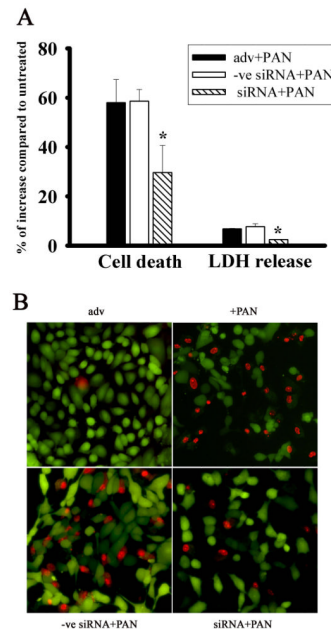 A
adv+PAN
-ve siRNA+PAN
siRNA+PAN
% of increase compared to untreated
80
60
40
20
0
*
*
Cell death LDH release
B
adv +PAN
-ve siRNA+PAN siRNA+PAN